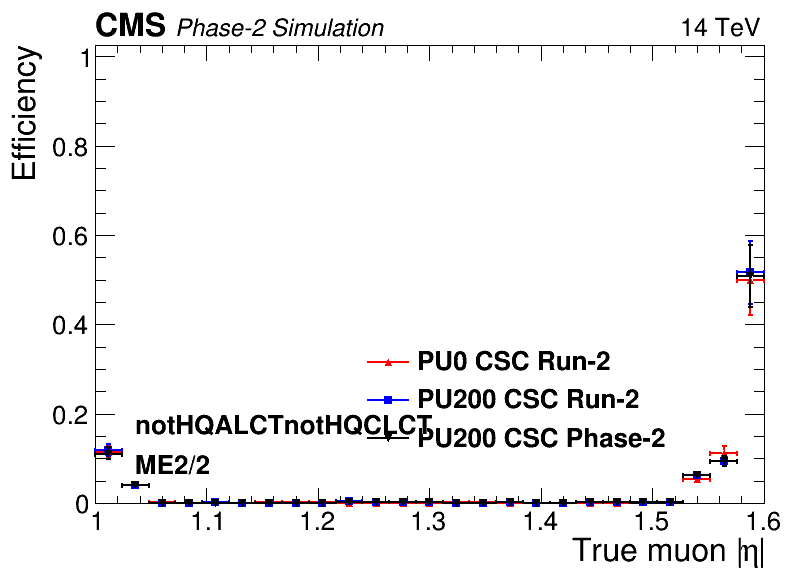 CMS Phase-2 Simulation 14 TeV
Efficiency
1
0.8
0.6
0.4
0.2
0
PU0 CSC Run-2
PU200 CSC Run-2
PU200 CSC Phase-2
notHQALCTnotHQCLCT
ME2/2
1 1.1 1.2 1.3 1.4 1.5 1.6
True muon |η|